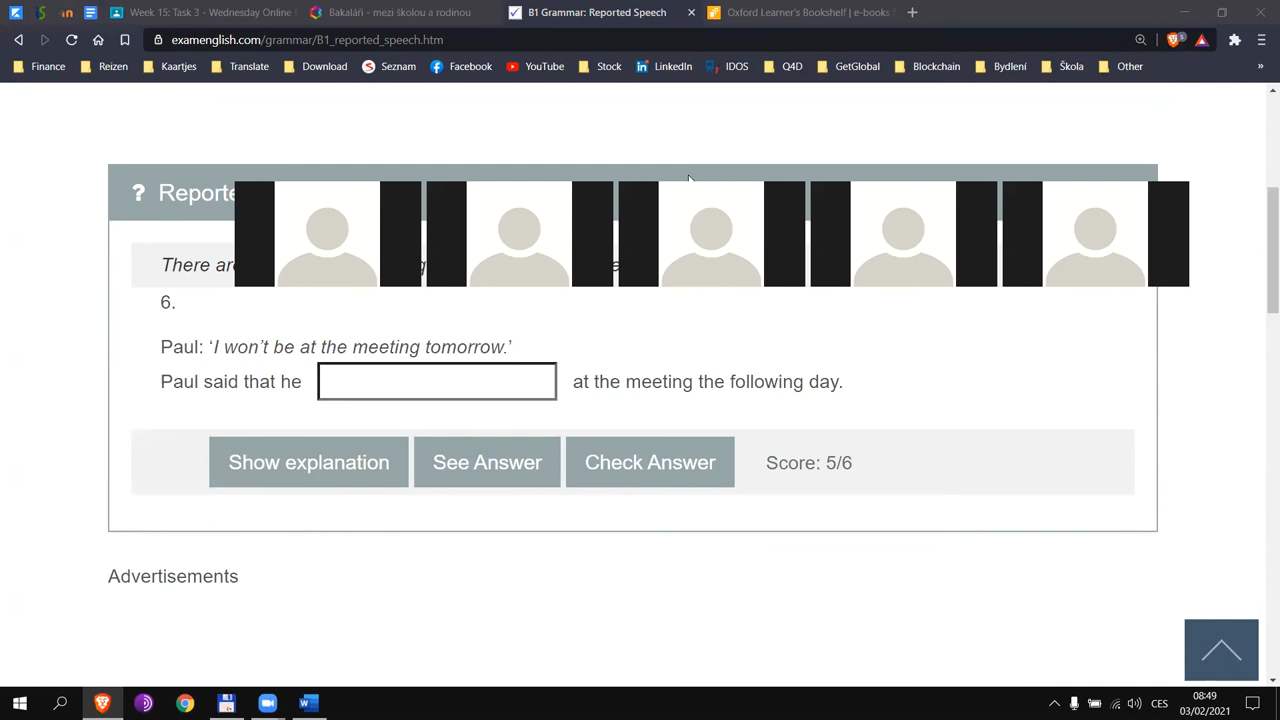 Week 15: Task 3 - Wednesday Online
Bakaláři - mezi školou a rodinou
B1 Grammar: Reported Speech
Oxford Learner's Bookshelf | e-books
examenglish.com/grammar/B1_reported_speech.htm
5
Finance Reizen Kaartjes Translate Download Seznam Facebook YouTube Stock LinkedIn IDOS Q4D GetGlobal Blockchain Bydlení Škola Other »
? Reporte
There are
6.
Paul: ‘I won’t be at the meeting tomorrow.’
Paul said that he at the meeting the following day.
Show explanation See Answer Check Answer Score: 5/6
Advertisements
CES
08:49
03/02/2021